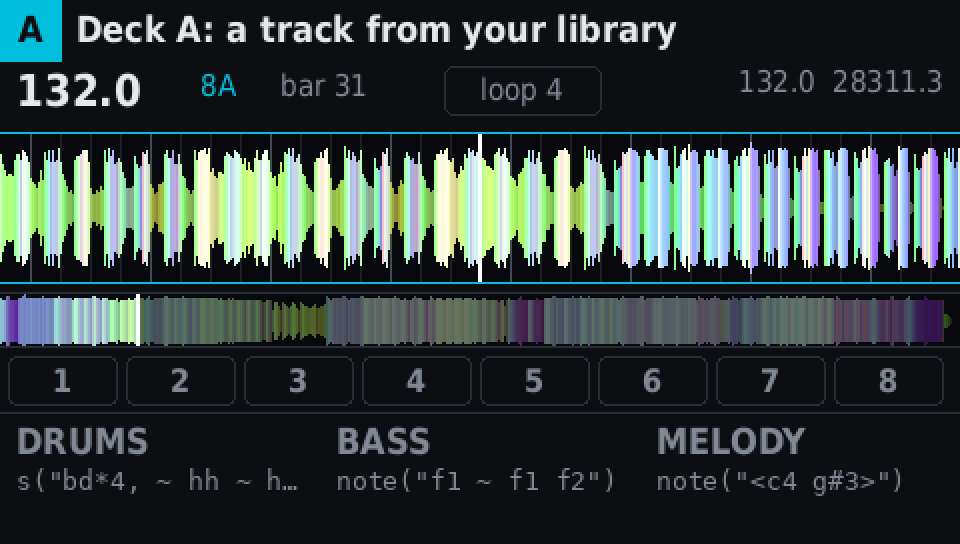 A Deck A: a track from your library
132.0 8A bar 31 loop 4 132.0 28311.3
1 2 3 4 5 6 7 8
DRUMS BASS MELODY
s("bd*4, ~ hh ~ h… note("f1 ~ f1 f2") note("<c4 g#3>")